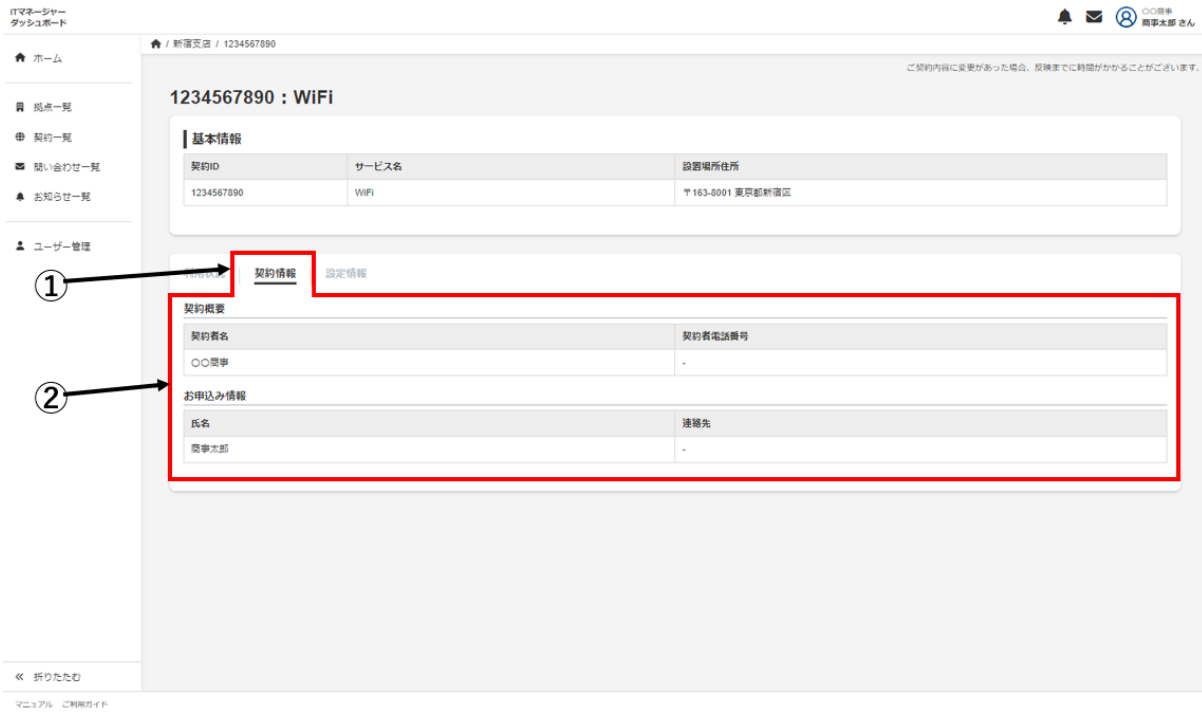 ITマネージャー
ダッシュボード
〇〇商事
商事太郎 さん
ホーム
/ 新宿支店 / 1234567890
ご契約内容に変更があった場合、反映までに時間がかかることがございます。
拠点一覧
契約一覧
問い合わせ一覧
お知らせ一覧
ユーザー管理
1234567890：WiFi
基本情報
契約ID サービス名 設置場所住所
1234567890 WiFi 〒163-8001 東京都新宿区
①
契約情報 設定情報
契約概要
契約者名 契約者電話番号
〇〇商事 -
②
お申込み情報
氏名 連絡先
商事太郎 -
折りたたむ
マニュアル ご利用ガイド